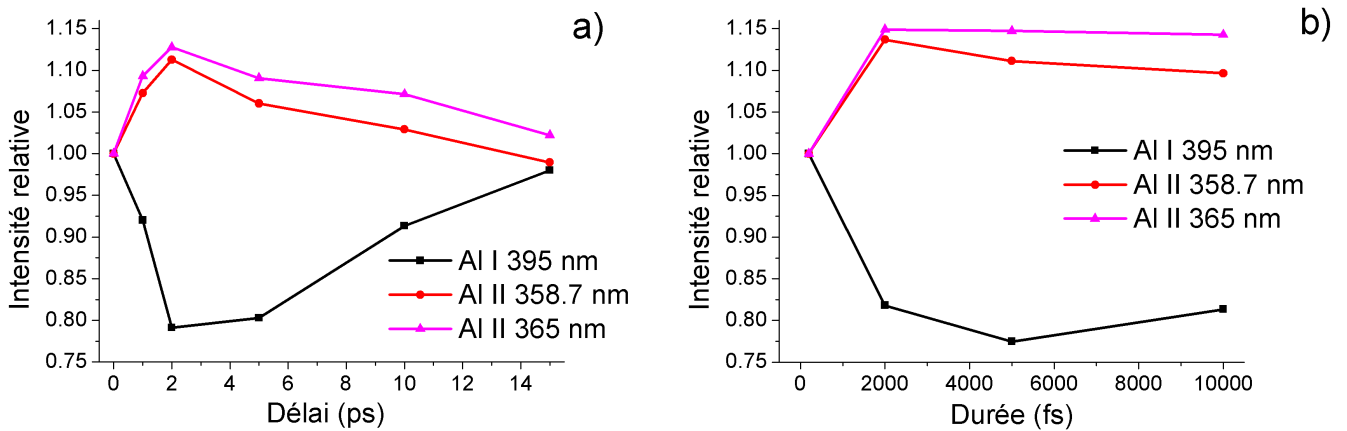 a)
Intensité relative
1.15
1.10
1.05
1.00
0.95
0.90
0.85
0.80
0.75
Al I 395 nm
Al II 358.7 nm
Al II 365 nm
0 2 4 6 8 10 12 14
Délai (ps)
b)
Intensité relative
1.15
1.10
1.05
1.00
0.95
0.90
0.85
0.80
0.75
Al I 395 nm
Al II 358.7 nm
Al II 365 nm
0 2000 4000 6000 8000 10000
Durée (fs)